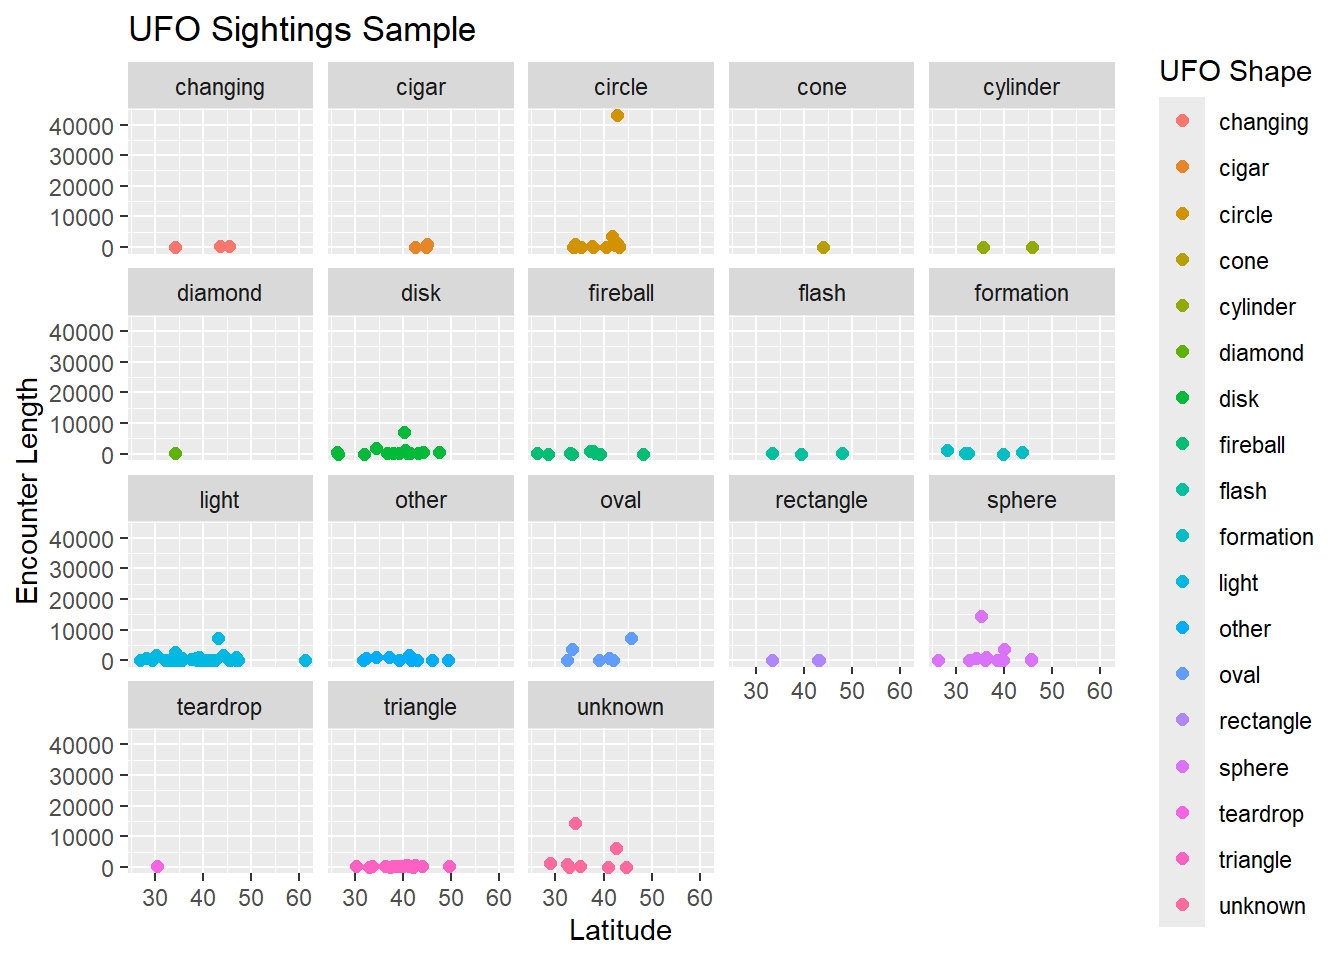 UFO Sightings Sample
changing cigar circle cone cylinder
40000
30000
20000
10000
0
diamond disk fireball flash formation
40000
30000
20000
10000
0
light other oval rectangle sphere
40000
30000
20000
10000
0
30 40 50 60 30 40 50 60
teardrop triangle unknown
40000
30000
20000
10000
0
30 40 50 60 30 40 50 60 30 40 50 60
Latitude
Encounter Length
UFO Shape
changing
cigar
circle
cone
cylinder
diamond
disk
fireball
flash
formation
light
other
oval
rectangle
sphere
teardrop
triangle
unknown